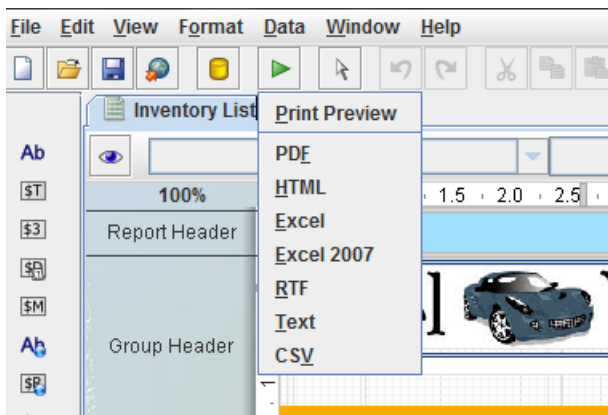 File Edit View Format Data Window Help
Inventory List
Print Preview
PDF
HTML
Excel
Excel 2007
RTF
Text
CSV
Ab
$T
$3
$M
Ab
$P
100%
1.5 2.0 2.5
Report Header
Group Header